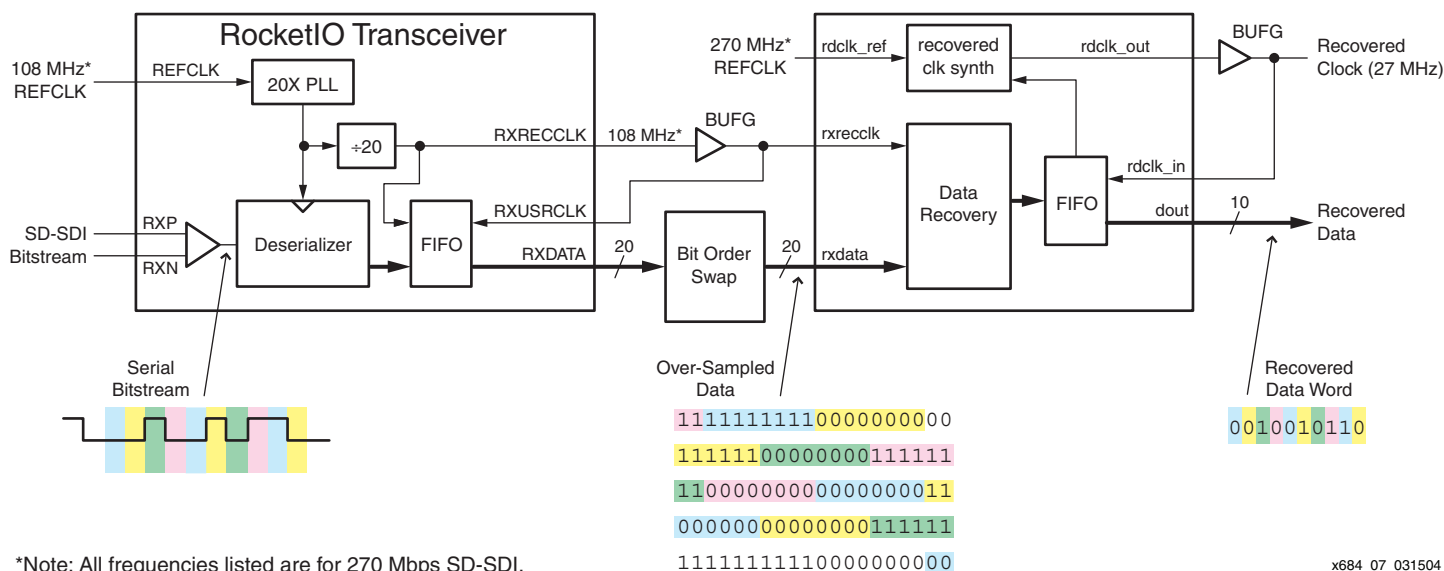 RocketIO Transceiver
108 MHz*
REFCLK
REFCLK
20X PLL
÷20
RXRECCLK
108 MHz*
BUFG
RXUSRCLK
SD-SDI
Bitstream
RXP
RXN
Deserializer
FIFO
RXDATA
20
Bit Order
Swap
20
270 MHz*
REFCLK
rdclk_ref
recovered
clk synth
rdclk_out
BUFG
Recovered
Clock (27 MHz)
rxrecclk
Data
Recovery
FIFO
rdclk_in
rxdata
dout
10
Recovered
Data
Serial
Bitstream
Over-Sampled
Data
11111111110000000000
11111100000000111111
11000000000000000011
00000000000000111111
11111111110000000000
Recovered
Data Word
0010010110
*Note: All frequencies listed are for 270 Mbps SD-SDI.
x684_07_031504